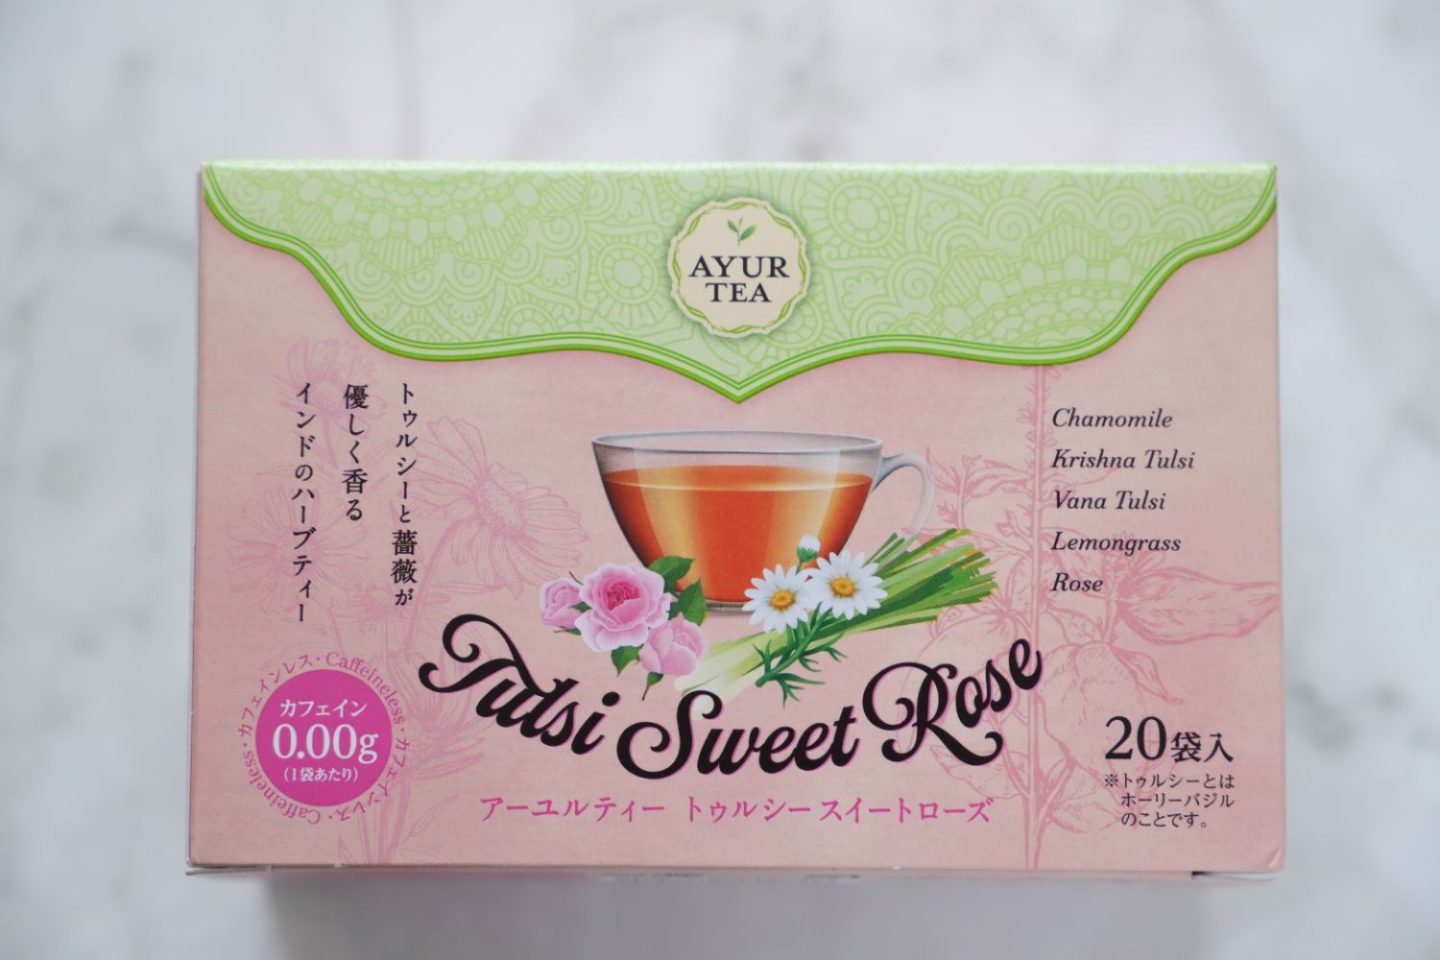 AYUR
TEA
トゥルシーと薔薇が
優しく香る
インドのハーブティー
Chamomile
Krishna Tulsi
Vana Tulsi
Lemongrass
Rose
Tulsi Sweet Rose
アーユルティー トゥルシースイートローズ
カフェインレス・Caffeineless・カフェインレス・Caffeineless・
カフェイン
0.00g
(1袋あたり)
20袋入
※トゥルシーとは
ホーリーバジル
のことです。